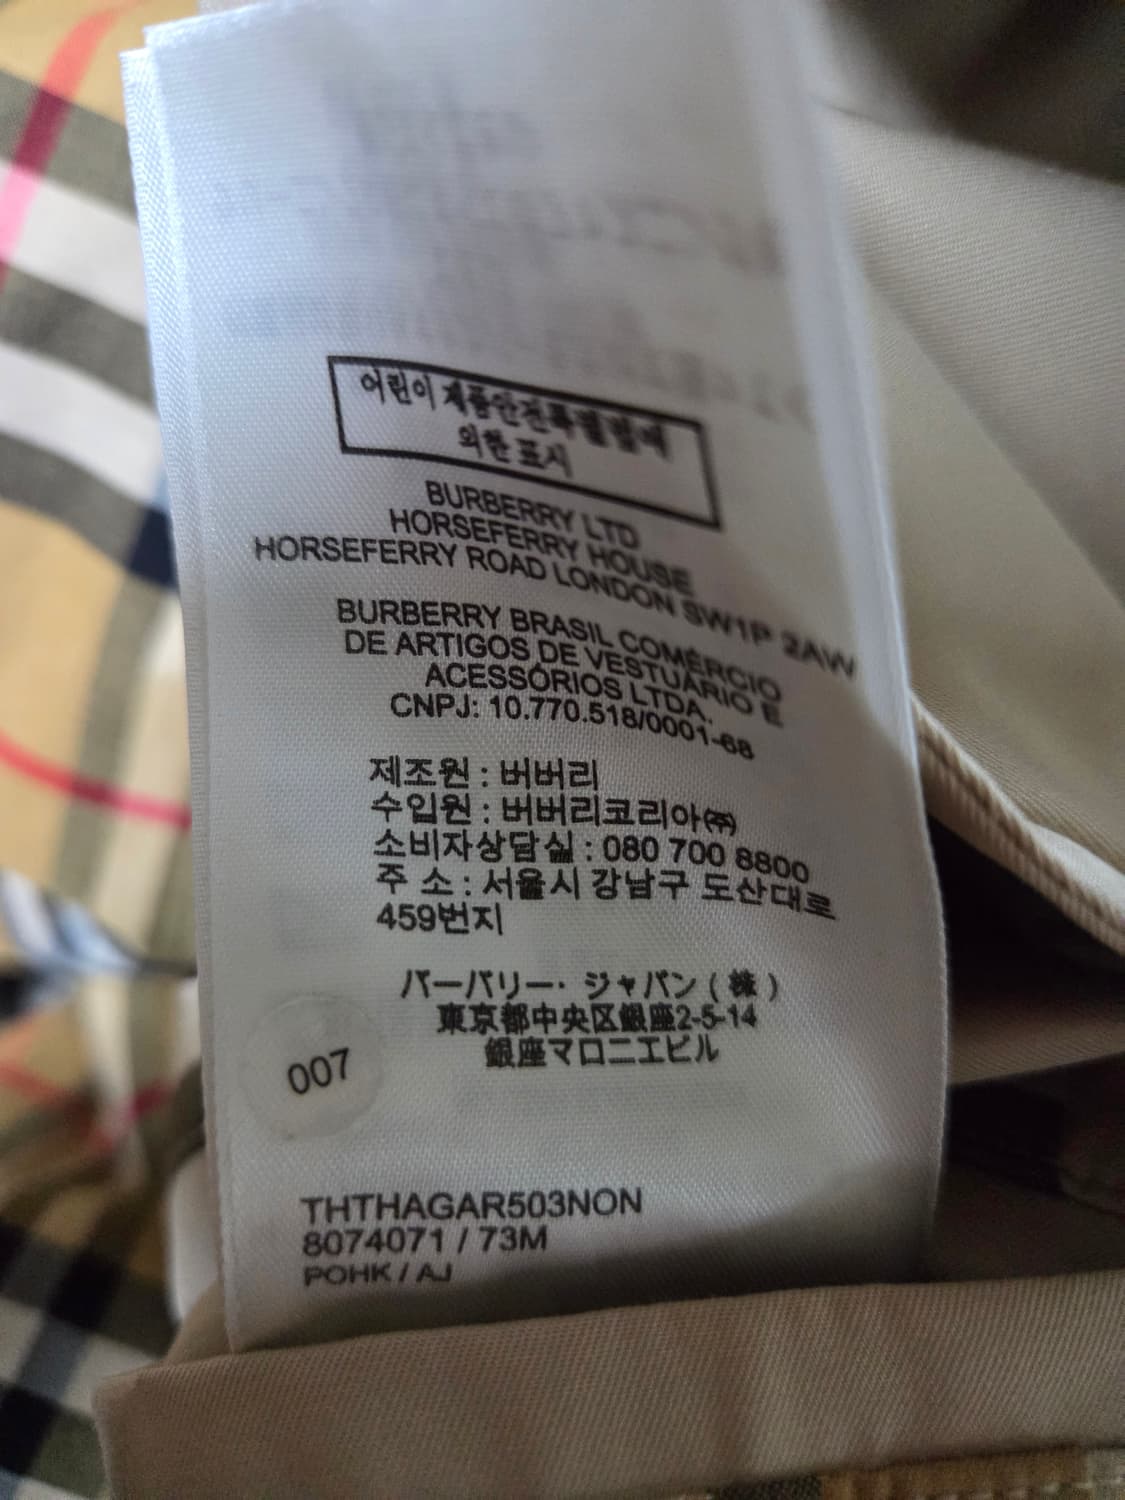 어린이제품안전특별법에
의한 표시
BURBERRY LTD
HORSEFERRY HOUSE
HORSEFERRY ROAD LONDON SW1P 2AW
BURBERRY BRASIL COMÉRCIO
DE ARTIGOS DE VESTUÁRIO E
ACESSÓRIOS LTDA.
CNPJ: 10.770.518/0001-68
제조원 : 버버리
수입원 : 버버리코리아㈜
소비자상담실 : 080 700 8800
주 소 : 서울시 강남구 도산대로
459번지
バーバリー・ジャパン ( 株 )
東京都中央区銀座2-5-14
銀座マロニエビル
007
THTHAGAR503NON
8074071 / 73M
POHK / AJ